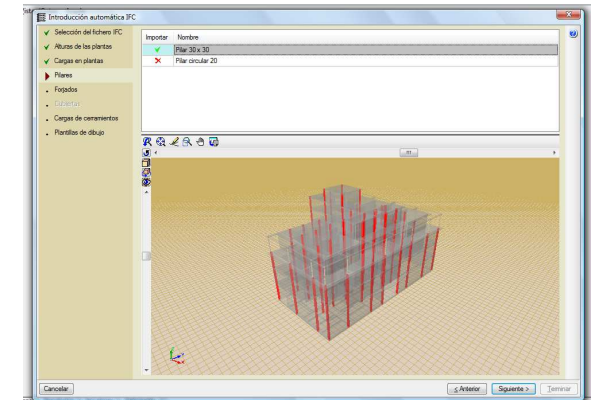 Introducción automática IFC
Selección del fichero IFC
Alturas de las plantas
Cargas en plantas
Pilares
Forjados
Cubiertas
Cargas de cerramientos
Plantillas de dibujo
Importar Nombre
Pilar 30 x 30
Pilar circular 20
Cancelar
< Anterior
Siguiente >
Terminar